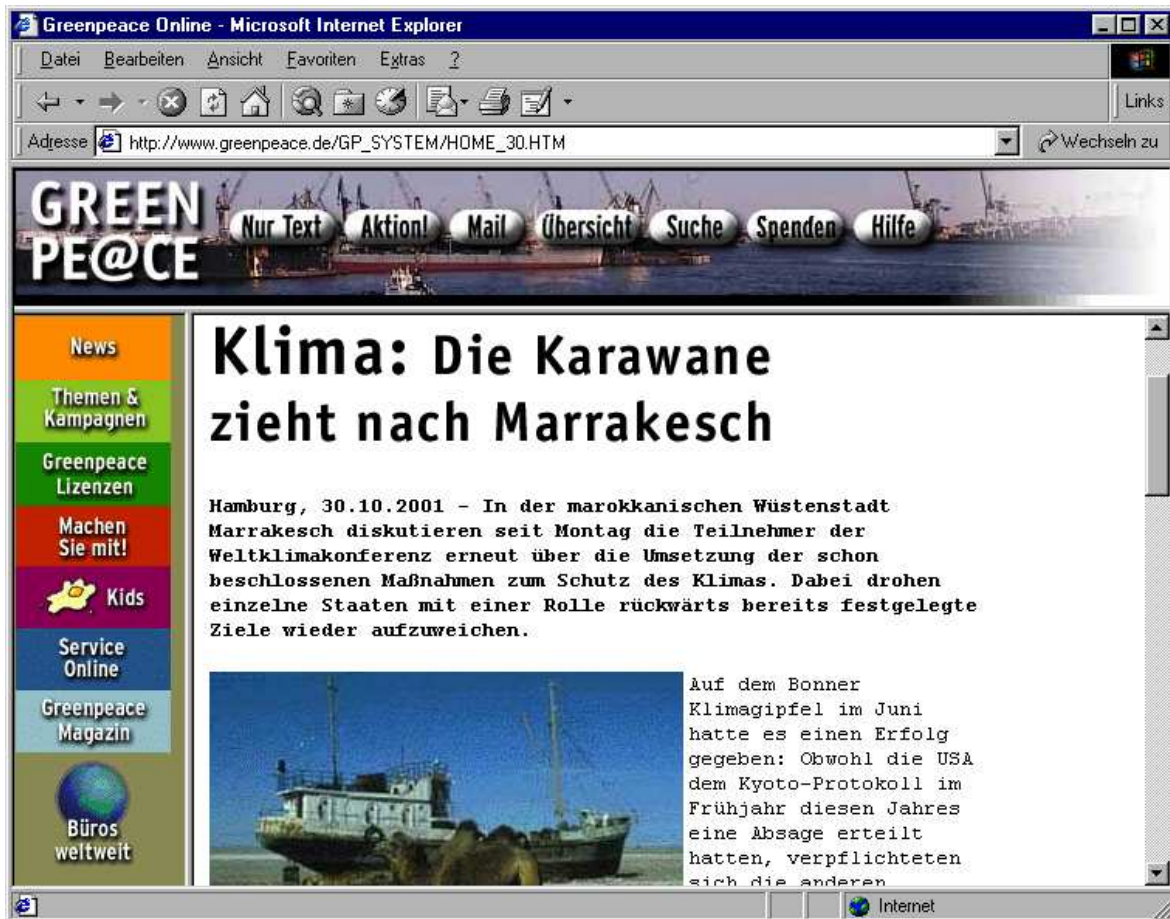 Greenpeace Online - Microsoft Internet Explorer
Datei Bearbeiten Ansicht Favoriten Extras ?
Links
Adresse http://www.greenpeace.de/GP_SYSTEM/HOME_30.HTM Wechseln zu
GREEN
PE@CE
Nur Text Aktion! Mail Übersicht Suche Spenden Hilfe
News
Themen &
Kampagnen
Greenpeace
Lizenzen
Machen
Sie mit!
Kids
Service
Online
Greenpeace
Magazin
Büros
weltweit
Klima: Die Karawane
zieht nach Marrakesch
Hamburg, 30.10.2001 - In der marokkanischen Wüstenstadt
Marrakesch diskutieren seit Montag die Teilnehmer der
Weltklimakonferenz erneut über die Umsetzung der schon
beschlossenen Maßnahmen zum Schutz des Klimas. Dabei drohen
einzelne Staaten mit einer Rolle rückwärts bereits festgelegte
Ziele wieder aufzuweichen.
Auf dem Bonner
Klimagipfel im Juni
hatte es einen Erfolg
gegeben: Obwohl die USA
dem Kyoto-Protokoll im
Frühjahr diesen Jahres
eine Absage erteilt
hatten, verpflichteten
sich die anderen
Internet